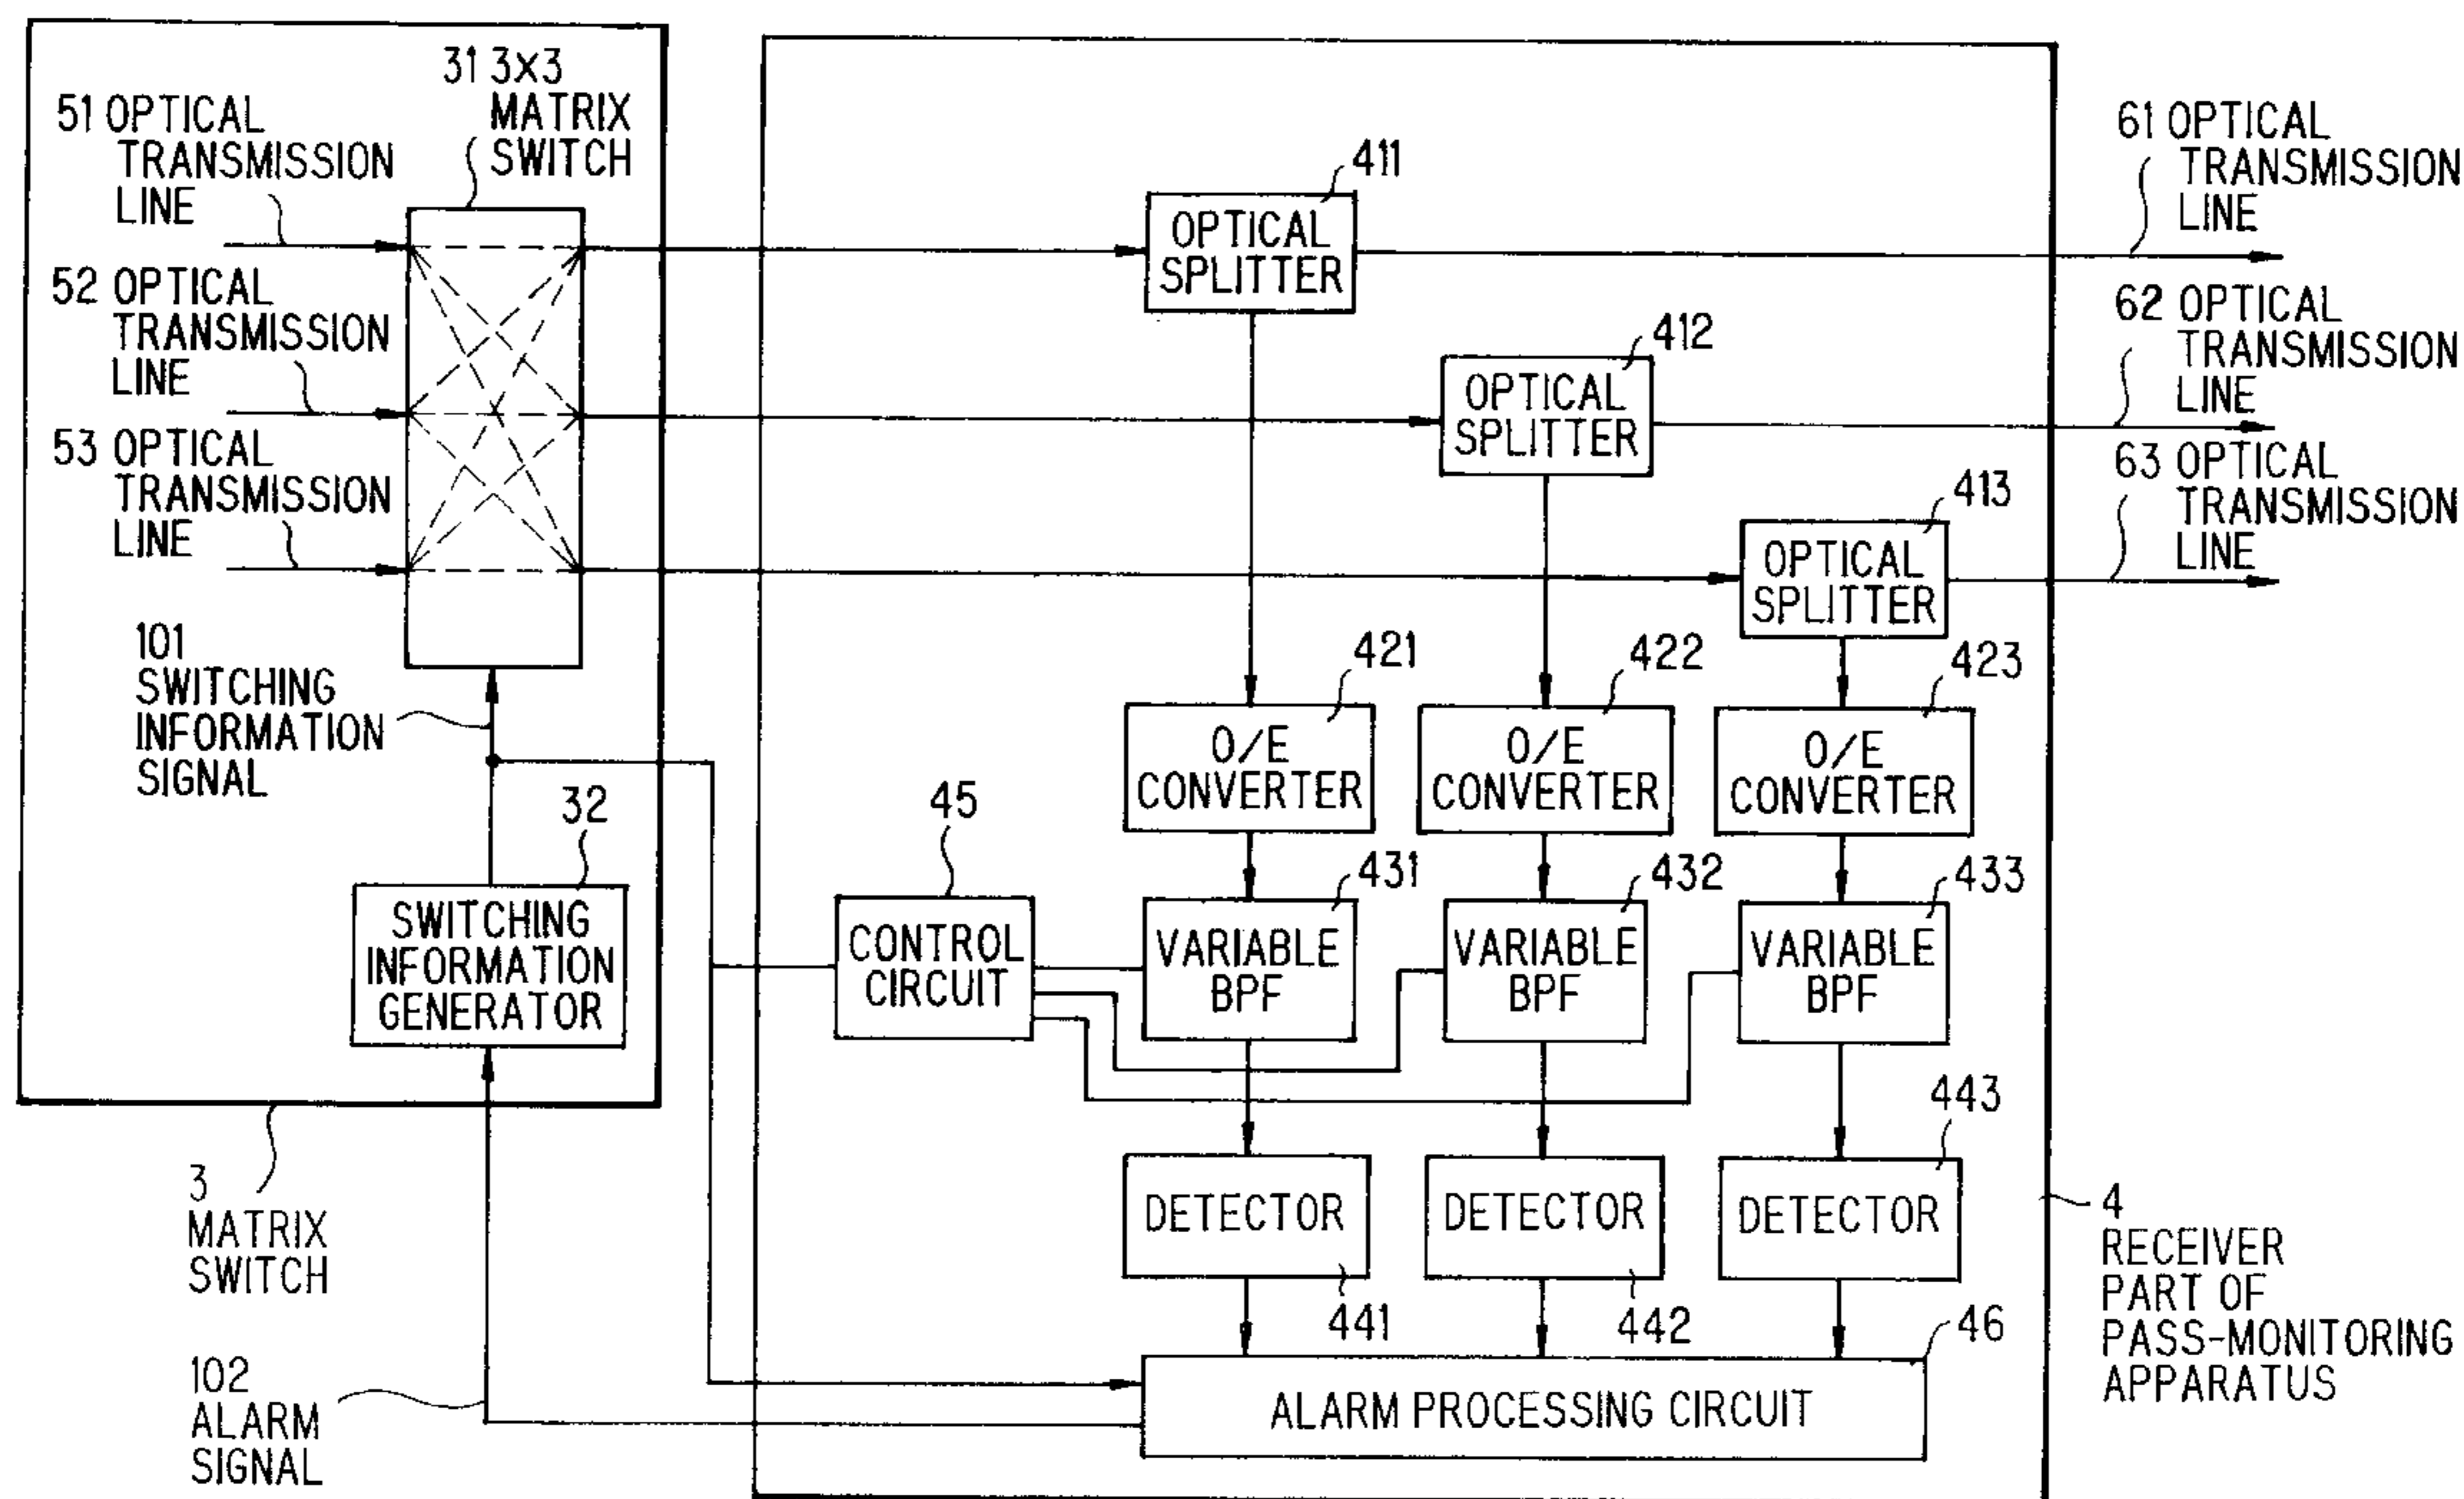 31 3×3
MATRIX
SWITCH
51 OPTICAL
TRANSMISSION
LINE
52 OPTICAL
TRANSMISSION
LINE
53 OPTICAL
TRANSMISSION
LINE
101
SWITCHING
INFORMATION
SIGNAL
32
SWITCHING
INFORMATION
GENERATOR
3
MATRIX
SWITCH
102
ALARM
SIGNAL
411
OPTICAL
SPLITTER
412
OPTICAL
SPLITTER
413
OPTICAL
SPLITTER
61 OPTICAL
TRANSMISSION
LINE
62 OPTICAL
TRANSMISSION
LINE
63 OPTICAL
TRANSMISSION
LINE
421
O/E
CONVERTER
422
O/E
CONVERTER
423
O/E
CONVERTER
45
CONTROL
CIRCUIT
431
VARIABLE
BPF
432
VARIABLE
BPF
433
VARIABLE
BPF
DETECTOR
441
DETECTOR
442
443
DETECTOR
46
ALARM PROCESSING CIRCUIT
4
RECEIVER
PART OF
PASS-MONITORING
APPARATUS